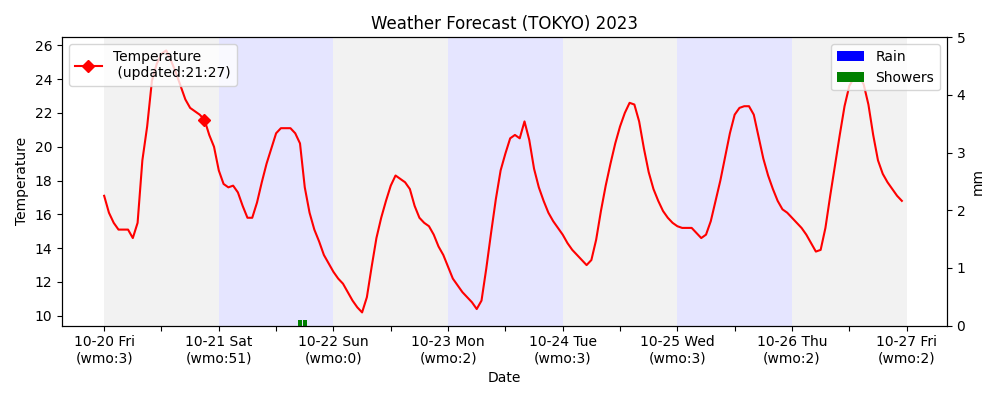 Weather Forecast (TOKYO) 2023
Temperature
(updated:21:27)
Rain
Showers
26
24
22
20
18
16
14
12
10
Temperature
5
4
3
2
1
0
mm
10-20 Fri
(wmo:3)
10-21 Sat
(wmo:51)
10-22 Sun
(wmo:0)
10-23 Mon
(wmo:2)
10-24 Tue
(wmo:3)
10-25 Wed
(wmo:3)
10-26 Thu
(wmo:2)
10-27 Fri
(wmo:2)
Date